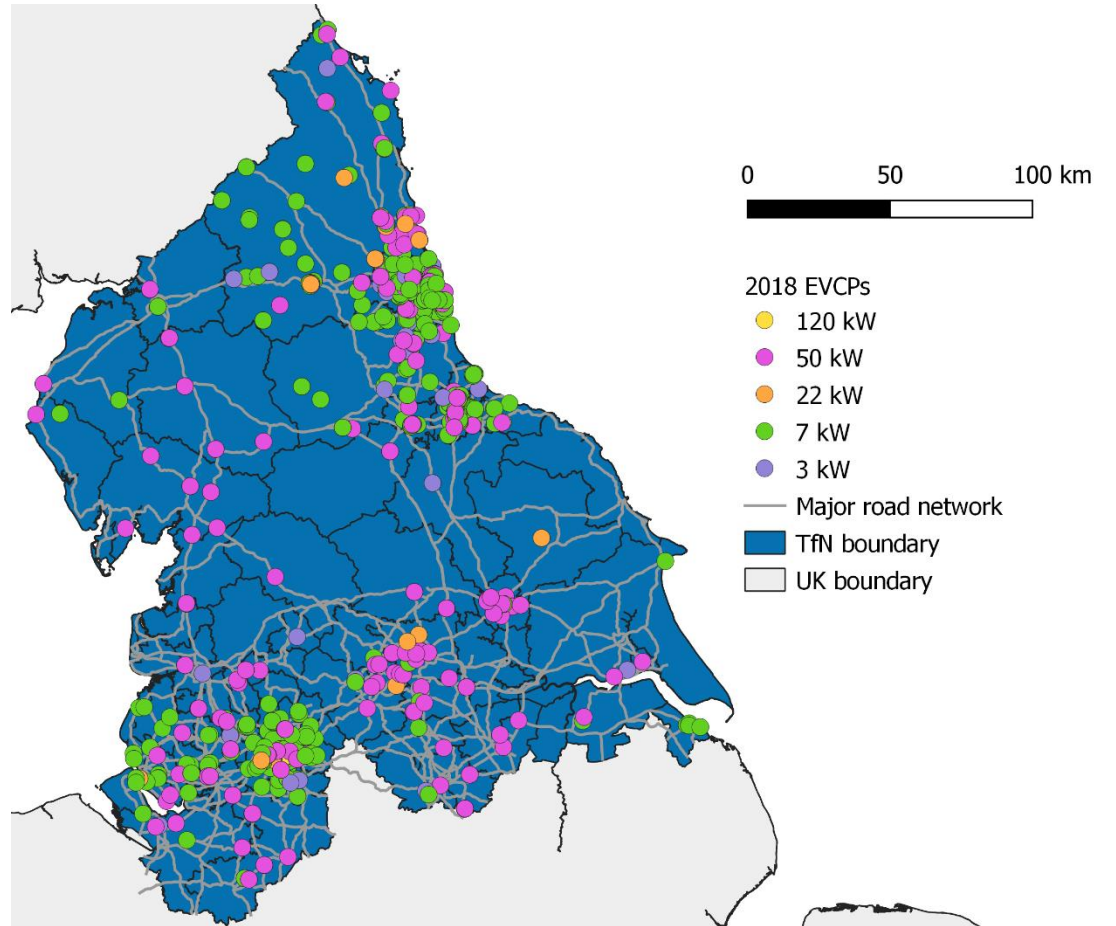 0 50 100 km
2018 EVCPs
120 kW
50 kW
22 kW
7 kW
3 kW
Major road network
TfN boundary
UK boundary